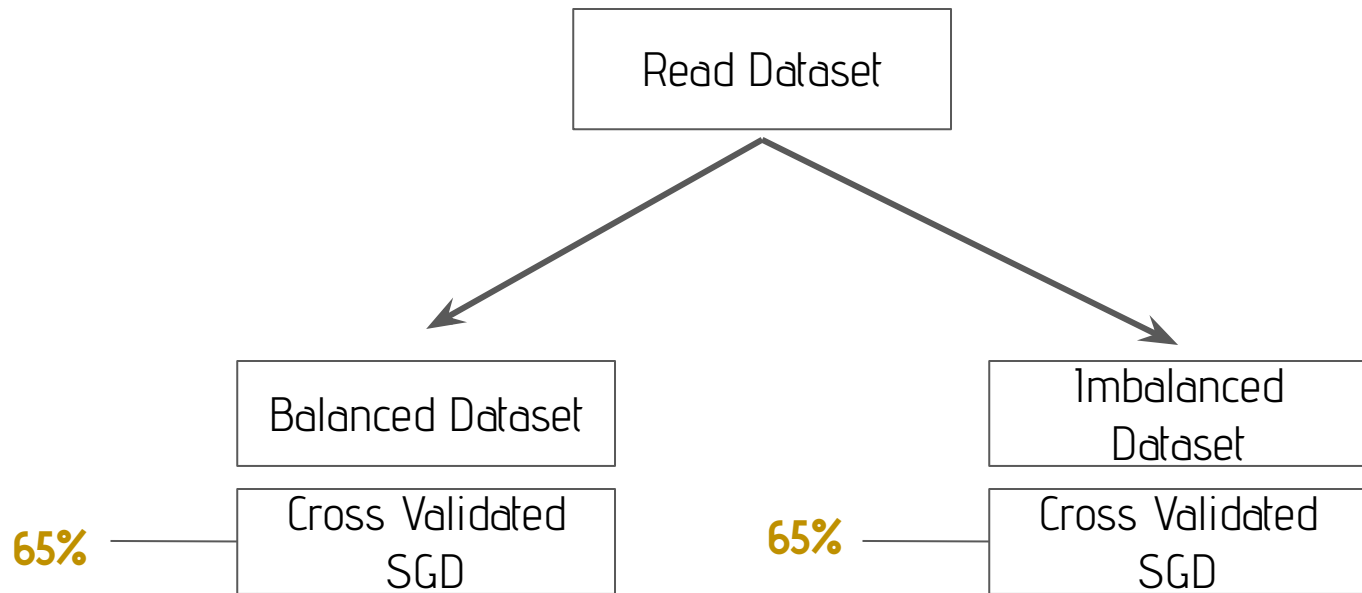 Read Dataset
Balanced Dataset
Imbalanced
Dataset
65%
Cross Validated
SGD
65%
Cross Validated
SGD